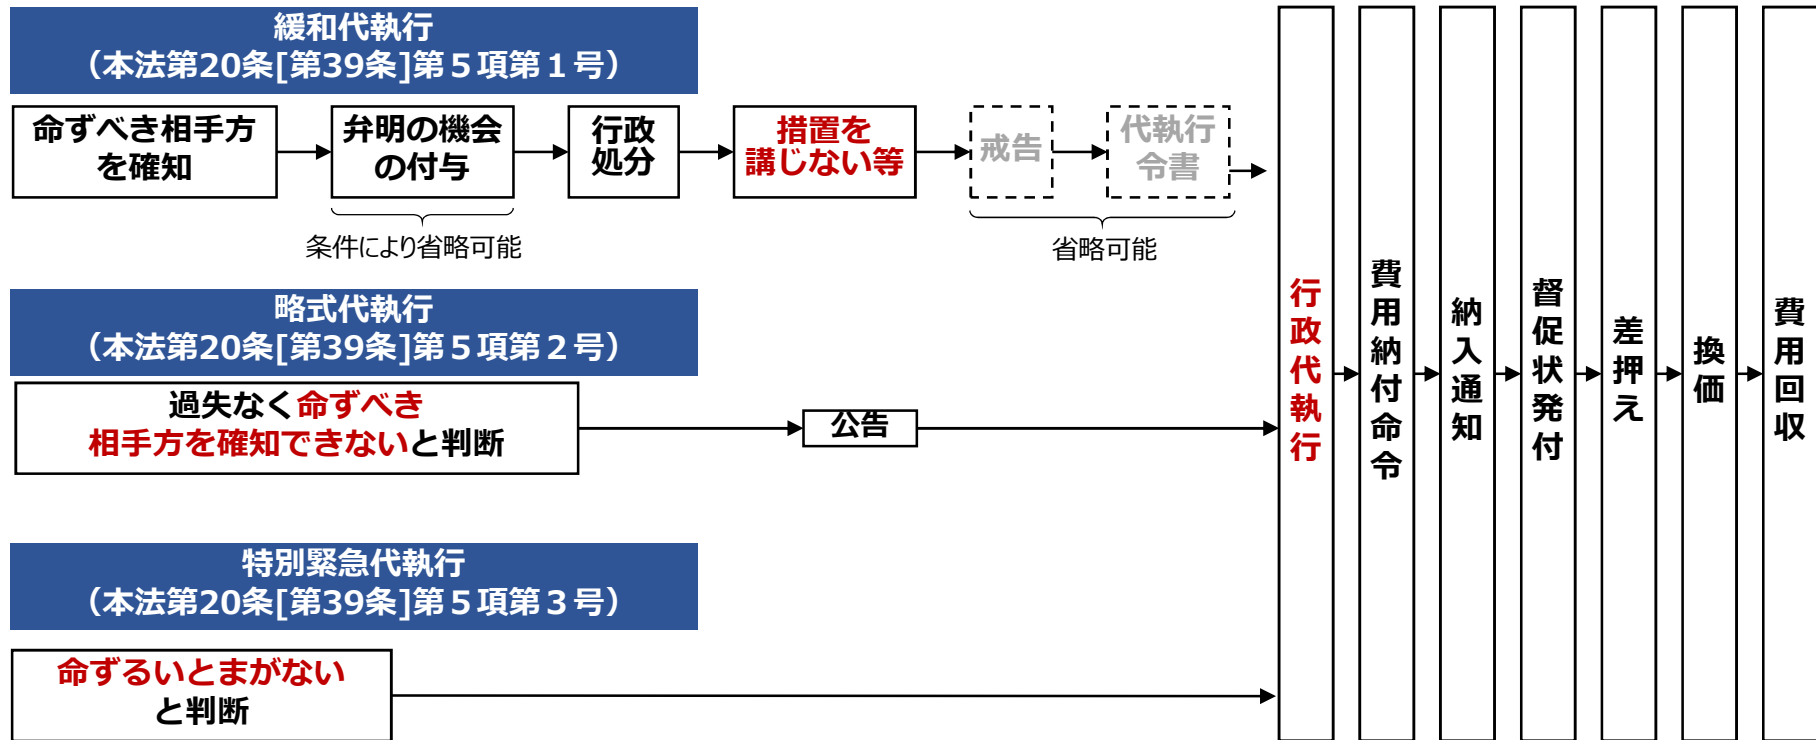 緩和代執行
（本法第20条[第39条]第５項第１号）
命ずべき相手方
を確知
弁明の機会
の付与
行政
処分
措置を
講じない等
戒告
代執行
令書
条件により省略可能
省略可能
略式代執行
（本法第20条[第39条]第５項第２号）
過失なく命ずべき
相手方を確知できないと判断
公告
特別緊急代執行
（本法第20条[第39条]第５項第３号）
命ずるいとまがない
と判断
行政代執行
費用納付命令
納入通知
督促状発付
差押え
換価
費用回収